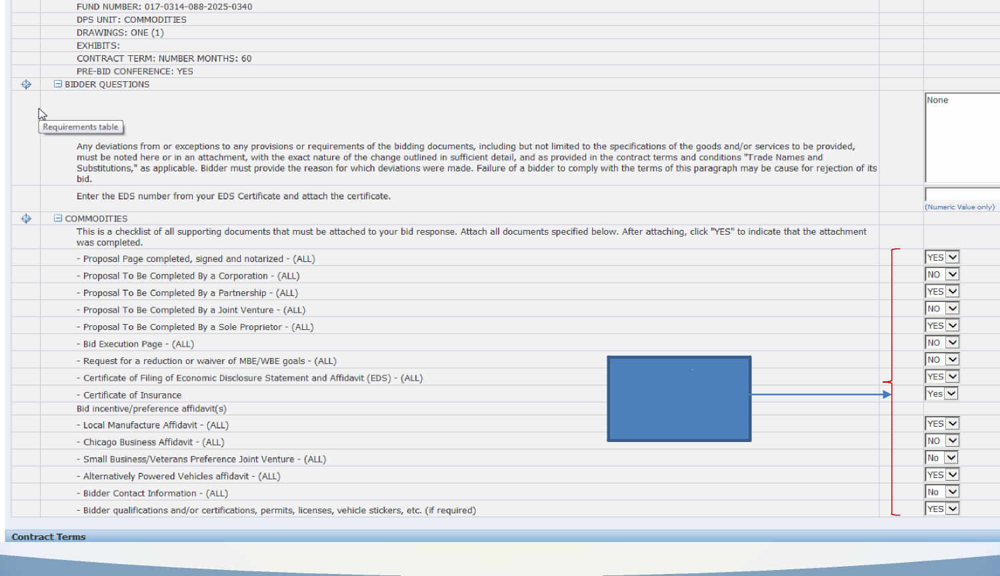 FUND NUMBER: 017-0314-088-2025-0340
DPS UNIT: COMMODITIES
DRAWINGS: ONE (1)
EXHIBITS:
CONTRACT TERM: NUMBER MONTHS: 60
PRE-BID CONFERENCE: YES
BIDDER QUESTIONS
None
Requirements table
Any deviations from or exceptions to any provisions or requirements of the bidding documents, including but not limited to the specifications of the goods and/or services to be provided,
must be noted here or in an attachment, with the exact nature of the change outlined in sufficient detail, and as provided in the contract terms and conditions "Trade Names and
Substitutions," as applicable. Bidder must provide the reason for which deviations were made. Failure of a bidder to comply with the terms of this paragraph may be cause for rejection of its
bid.
Enter the EDS number from your EDS Certificate and attach the certificate.
(Numeric Value only)
COMMODITIES
This is a checklist of all supporting documents that must be attached to your bid response. Attach all documents specified below. After attaching, click "YES" to indicate that the attachment
was completed.
- Proposal Page completed, signed and notarized - (ALL) YES
- Proposal To Be Completed By a Corporation - (ALL) NO
- Proposal To Be Completed By a Partnership - (ALL) YES
- Proposal To Be Completed By a Joint Venture - (ALL) NO
- Proposal To Be Completed By a Sole Proprietor - (ALL) YES
- Bid Execution Page - (ALL) NO
- Request for a reduction or waiver of MBE/WBE goals - (ALL) NO
- Certificate of Filing of Economic Disclosure Statement and Affidavit (EDS) - (ALL) YES
- Certificate of Insurance Yes
Bid incentive/preference affidavit(s)
- Local Manufacture Affidavit - (ALL) YES
- Chicago Business Affidavit - (ALL) NO
- Small Business/Veterans Preference Joint Venture - (ALL) No
- Alternatively Powered Vehicles affidavit - (ALL) YES
- Bidder Contact Information - (ALL) No
- Bidder qualifications and/or certifications, permits, licenses, vehicle stickers, etc. (if required) YES
Contract Terms